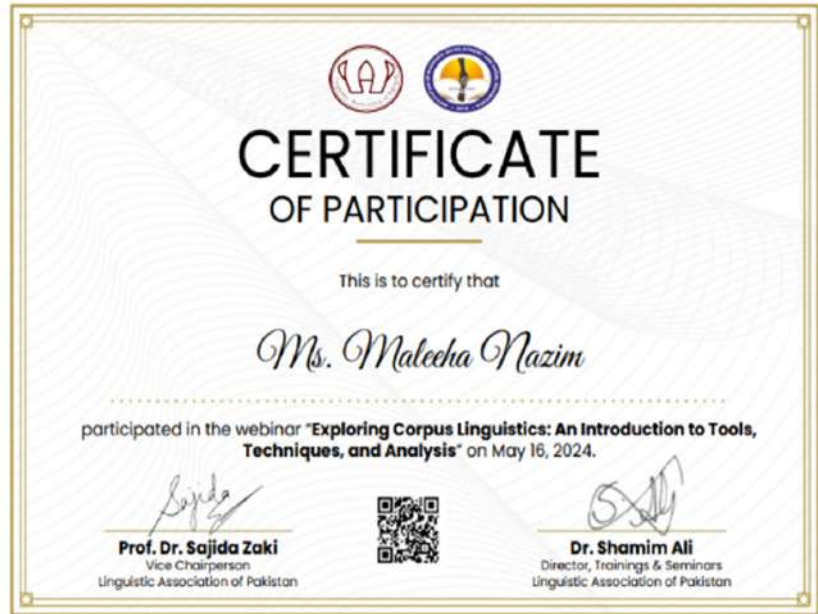 CERTIFICATE
OF PARTICIPATION
This is to certify that
Ms. Maleeha Nazim
participated in the webinar "Exploring Corpus Linguistics: An Introduction to Tools,
Techniques, and Analysis" on May 16, 2024.
Sajida
Prof. Dr. Sajida Zaki
Vice Chairperson
Linguistic Association of Pakistan
Dr. Shamim Ali
Director, Trainings & Seminars
Linguistic Association of Pakistan